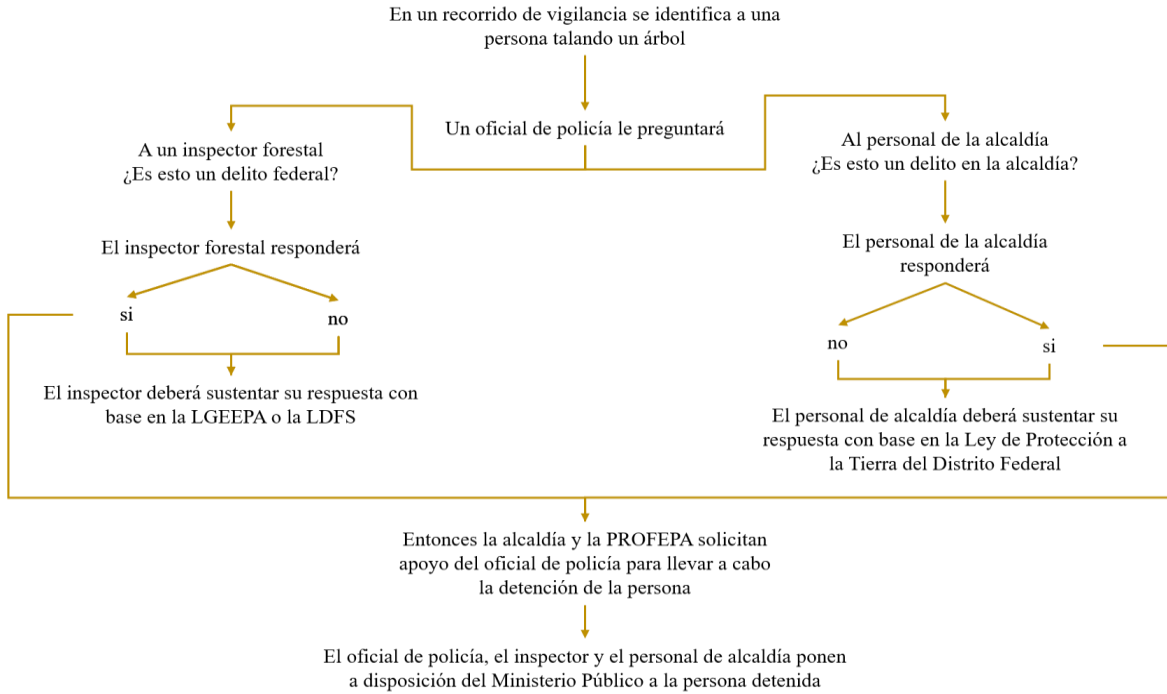 En un recorrido de vigilancia se identifica a una
persona talando un árbol
Un oficial de policía le preguntará
A un inspector forestal
¿Es esto un delito federal?
Al personal de la alcaldía
¿Es esto un delito en la alcaldía?
El inspector forestal responderá
El personal de la alcaldía
responderá
si
no
no
si
El inspector deberá sustentar su respuesta con
base en la LGEEPA o la LDFS
El personal de alcaldía deberá sustentar su
respuesta con base en la Ley de Protección a
la Tierra del Distrito Federal
Entonces la alcaldía y la PROFEPA solicitan
apoyo del oficial de policía para llevar a cabo
la detención de la persona
El oficial de policía, el inspector y el personal de alcaldía ponen
a disposición del Ministerio Público a la persona detenida